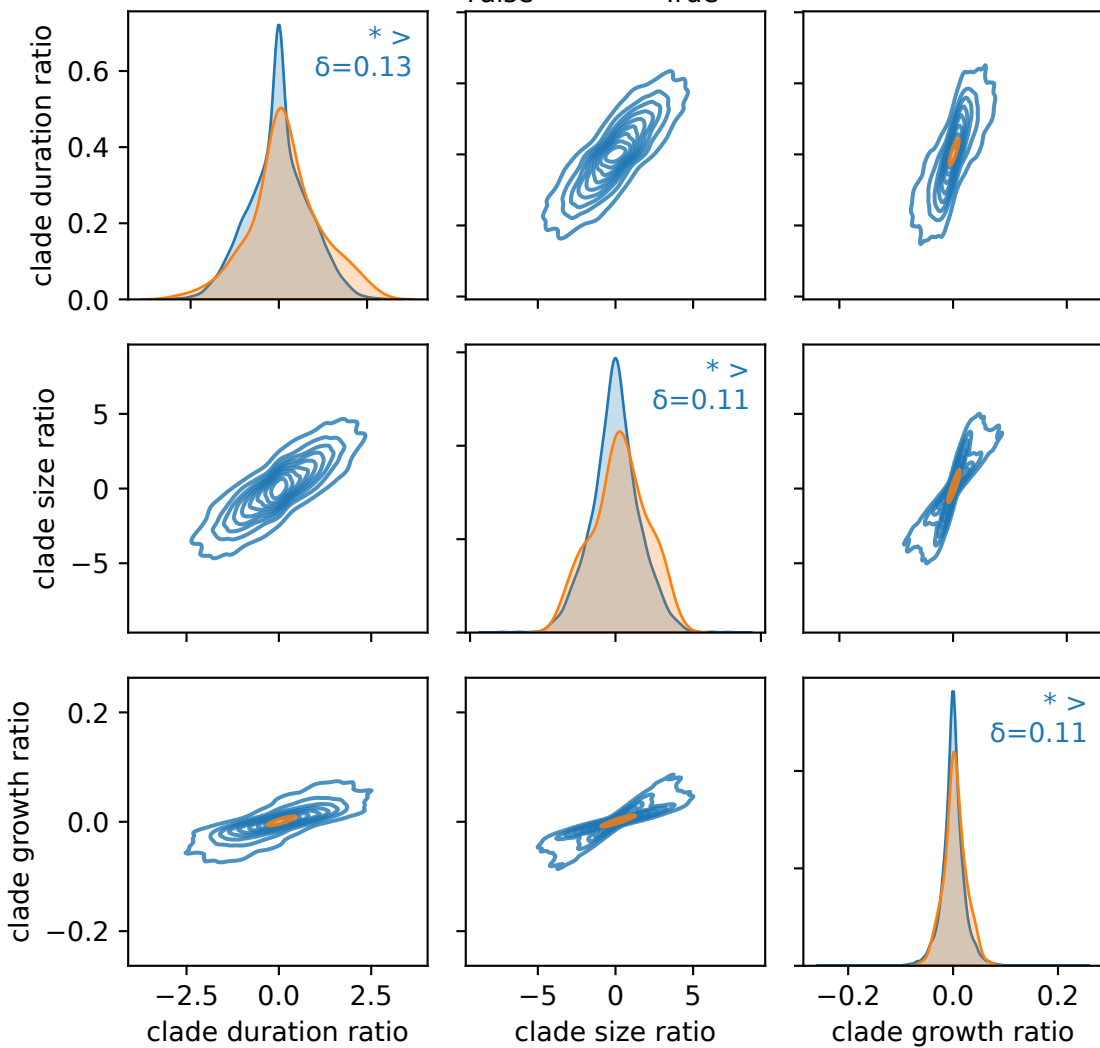 clade duration ratio
0.6
0.4
0.2
0.0
* >
δ=0.13
clade size ratio
5
0
−5
* >
δ=0.11
clade growth ratio
0.2
0.0
−0.2
* >
δ=0.11
−2.5 0.0 2.5
−5 0 5
−0.2 0.0 0.2
clade duration ratio
clade size ratio
clade growth ratio